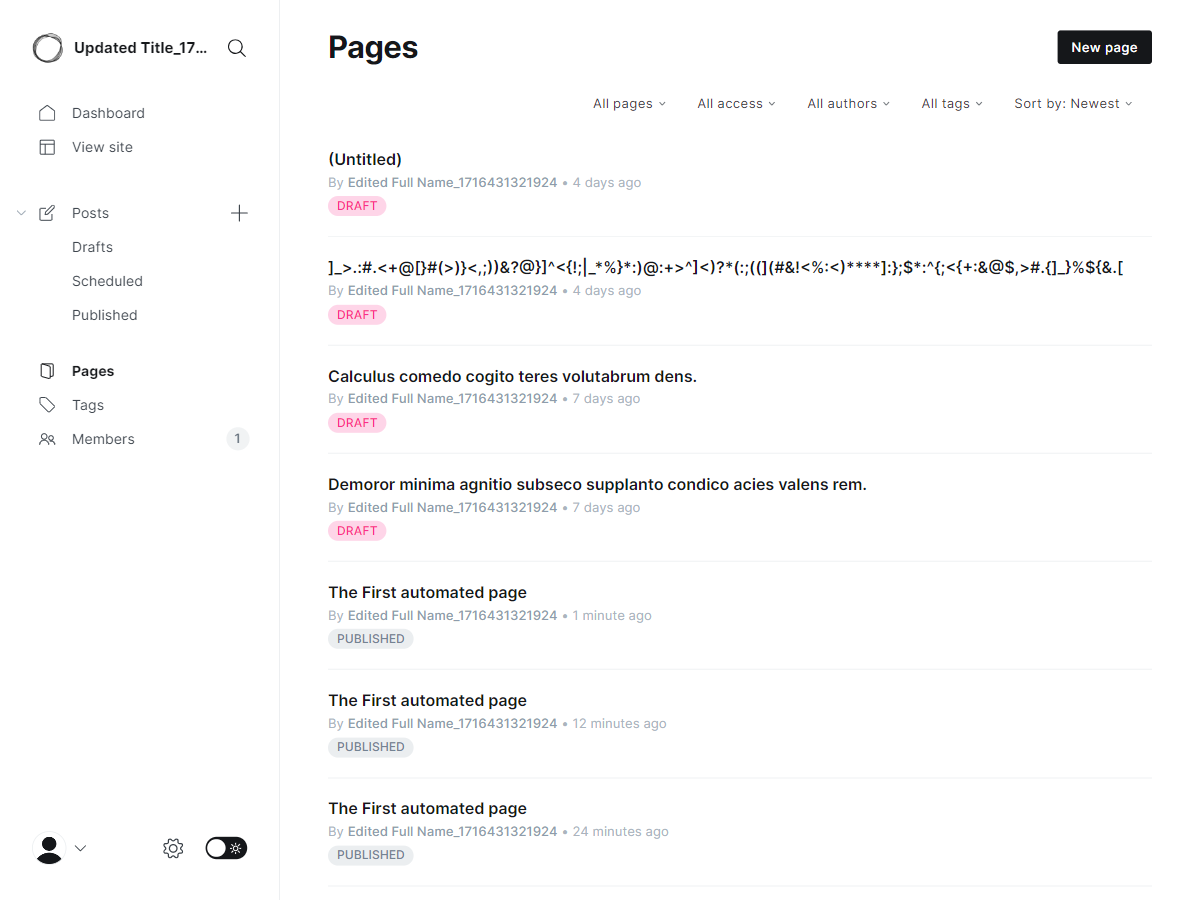 Updated Title_17...
Dashboard
View site
Posts
Drafts
Scheduled
Published
Pages
Tags
Members 1
Pages
New page
All pages All access All authors All tags Sort by: Newest
(Untitled)
By Edited Full Name_1716431321924 • 4 days ago
DRAFT
]_>.:#.<+@[}#(>)}<,;))&?@}]^<{!;|_*%}*:)@:+>^]<)?*(:;((](#&!<%:<)****]:};$*:^{;<{+:&@$,>#.{]_}%${&.[
By Edited Full Name_1716431321924 • 4 days ago
DRAFT
Calculus comedo cogito teres volutabrum dens.
By Edited Full Name_1716431321924 • 7 days ago
DRAFT
Demoror minima agnitio subseco supplanto condico acies valens rem.
By Edited Full Name_1716431321924 • 7 days ago
DRAFT
The First automated page
By Edited Full Name_1716431321924 • 1 minute ago
PUBLISHED
The First automated page
By Edited Full Name_1716431321924 • 12 minutes ago
PUBLISHED
The First automated page
By Edited Full Name_1716431321924 • 24 minutes ago
PUBLISHED